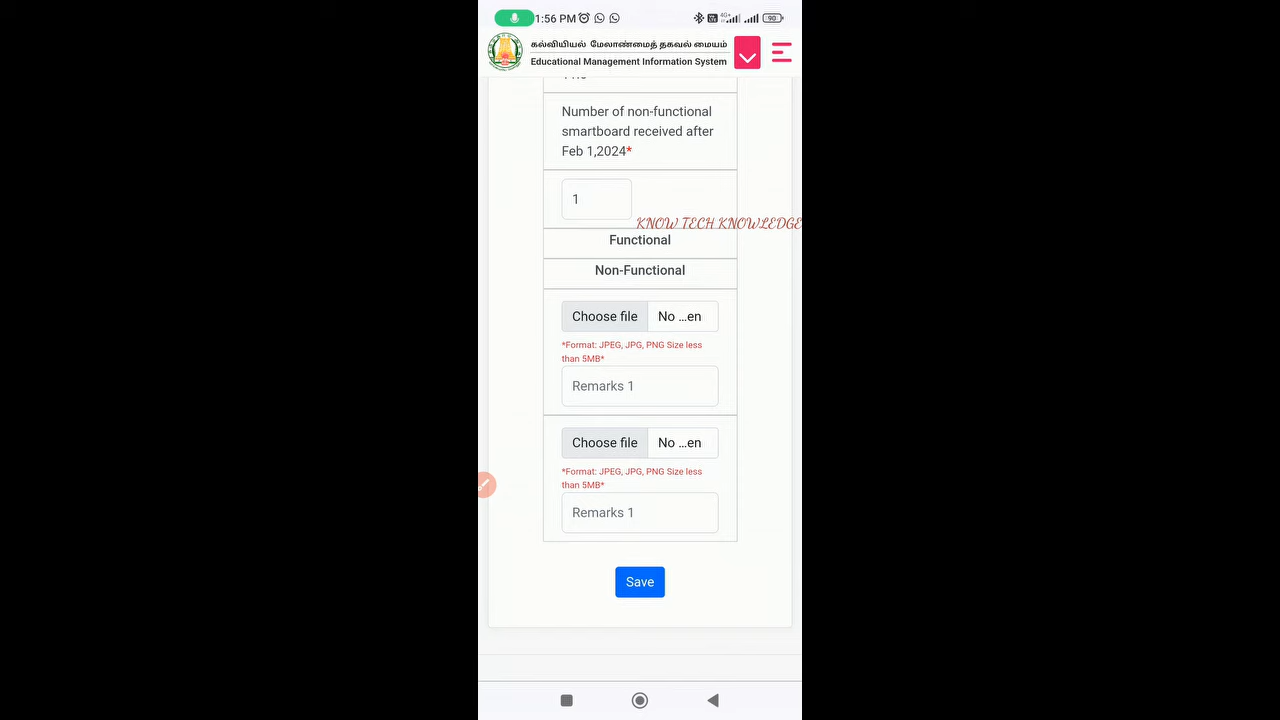 1:56 PM
4G+
90
கல்வியியல் மேலாண்மைத் தகவல் மையம்
Educational Management Information System
Number of non-functional
smartboard received after
Feb 1,2024*
1
KNOW TECH KNOWLEDGE
Functional
Non-Functional
Choose file No ...en
*Format: JPEG, JPG, PNG Size less
than 5MB*
Remarks 1
Choose file No ...en
*Format: JPEG, JPG, PNG Size less
than 5MB*
Remarks 1
Save